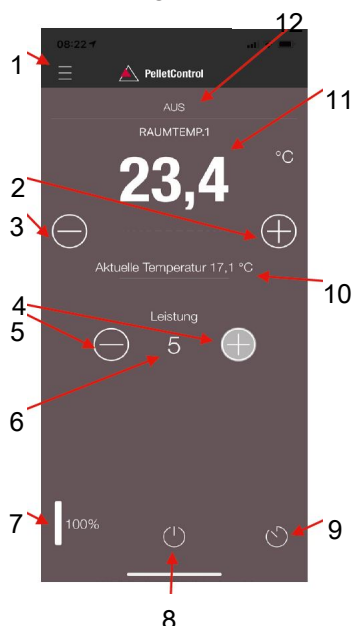 12
08:22
1
PelletControl
11
AUS
RAUMTEMP.1
23,4 °C
2
3
Aktuelle Temperatur 17,1 °C
10
4
Leistung
5
5
6
7
100%
9
8